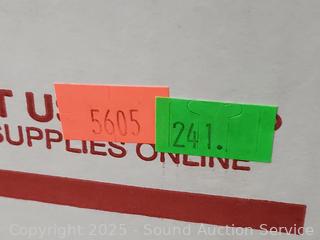 T US
5605
241.
SUPPLIES ONLINE
Copyright 2025 - Sound Auction Service